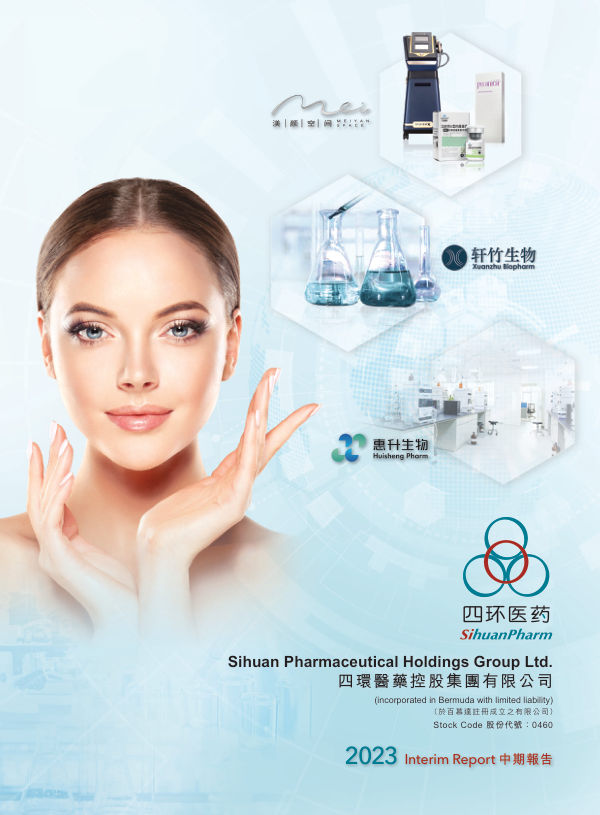 Mei
渼|颜|空|间 MEIYAN SPACE
轩竹生物
Xuanzhu Biopharm
惠升生物
Huisheng Pharm
四环医药
SihuanPharm
Sihuan Pharmaceutical Holdings Group Ltd.
四環醫藥控股集團有限公司
(incorporated in Bermuda with limited liability)
（於百慕達註冊成立之有限公司）
Stock Code 股份代號：0460
2023 Interim Report 中期報告